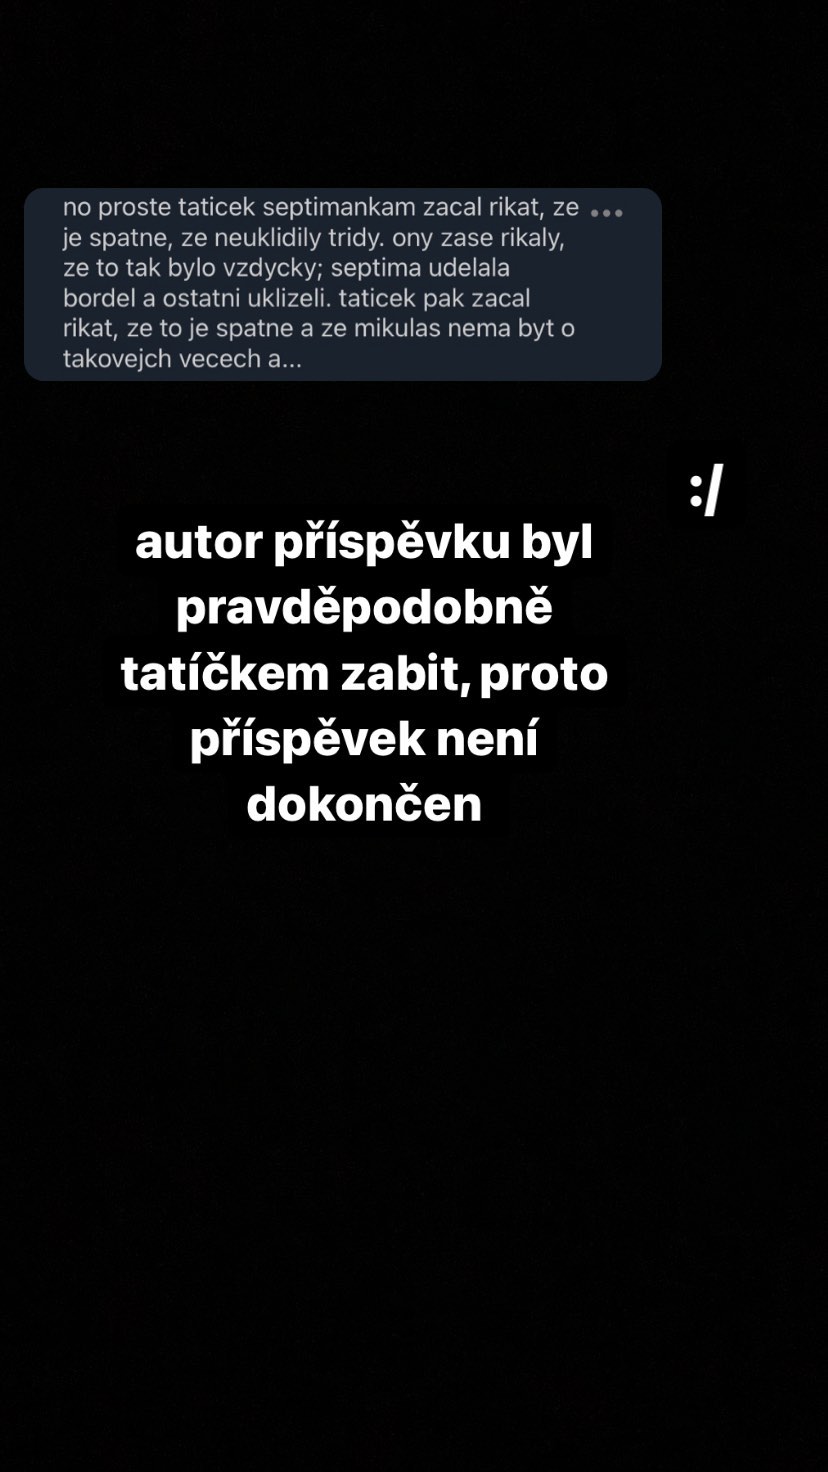 no proste taticek septimankam zacal rikat, ze
je spatne, ze neuklidily tridy. ony zase rikaly,
ze to tak bylo vzdycky; septima udelala
bordel a ostatni uklizeli. taticek pak zacal
rikat, ze to je spatne a ze mikulas nema byt o
takovejch vecech a...
:/
autor příspěvku byl
pravděpodobně
tatíčkem zabit, proto
příspěvek není
dokončen